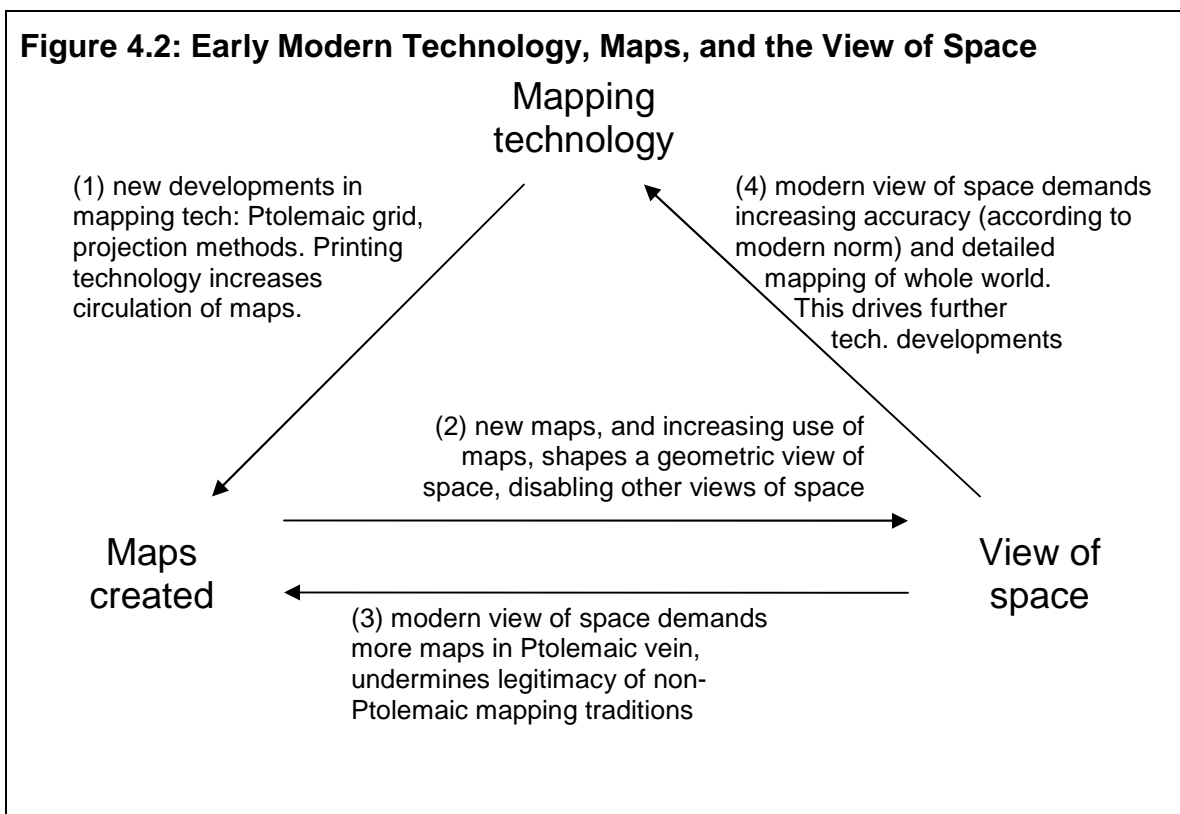 Figure 4.2: Early Modern Technology, Maps, and the View of Space
Mapping
technology
(1) new developments in
mapping tech: Ptolemaic grid,
projection methods. Printing
technology increases
circulation of maps.
(4) modern view of space demands
increasing accuracy (according to
modern norm) and detailed
mapping of whole world.
This drives further
tech. developments
(2) new maps, and increasing use of
maps, shapes a geometric view of
space, disabling other views of space
Maps
created
View of
space
(3) modern view of space demands
more maps in Ptolemaic vein,
undermines legitimacy of non-
Ptolemaic mapping traditions